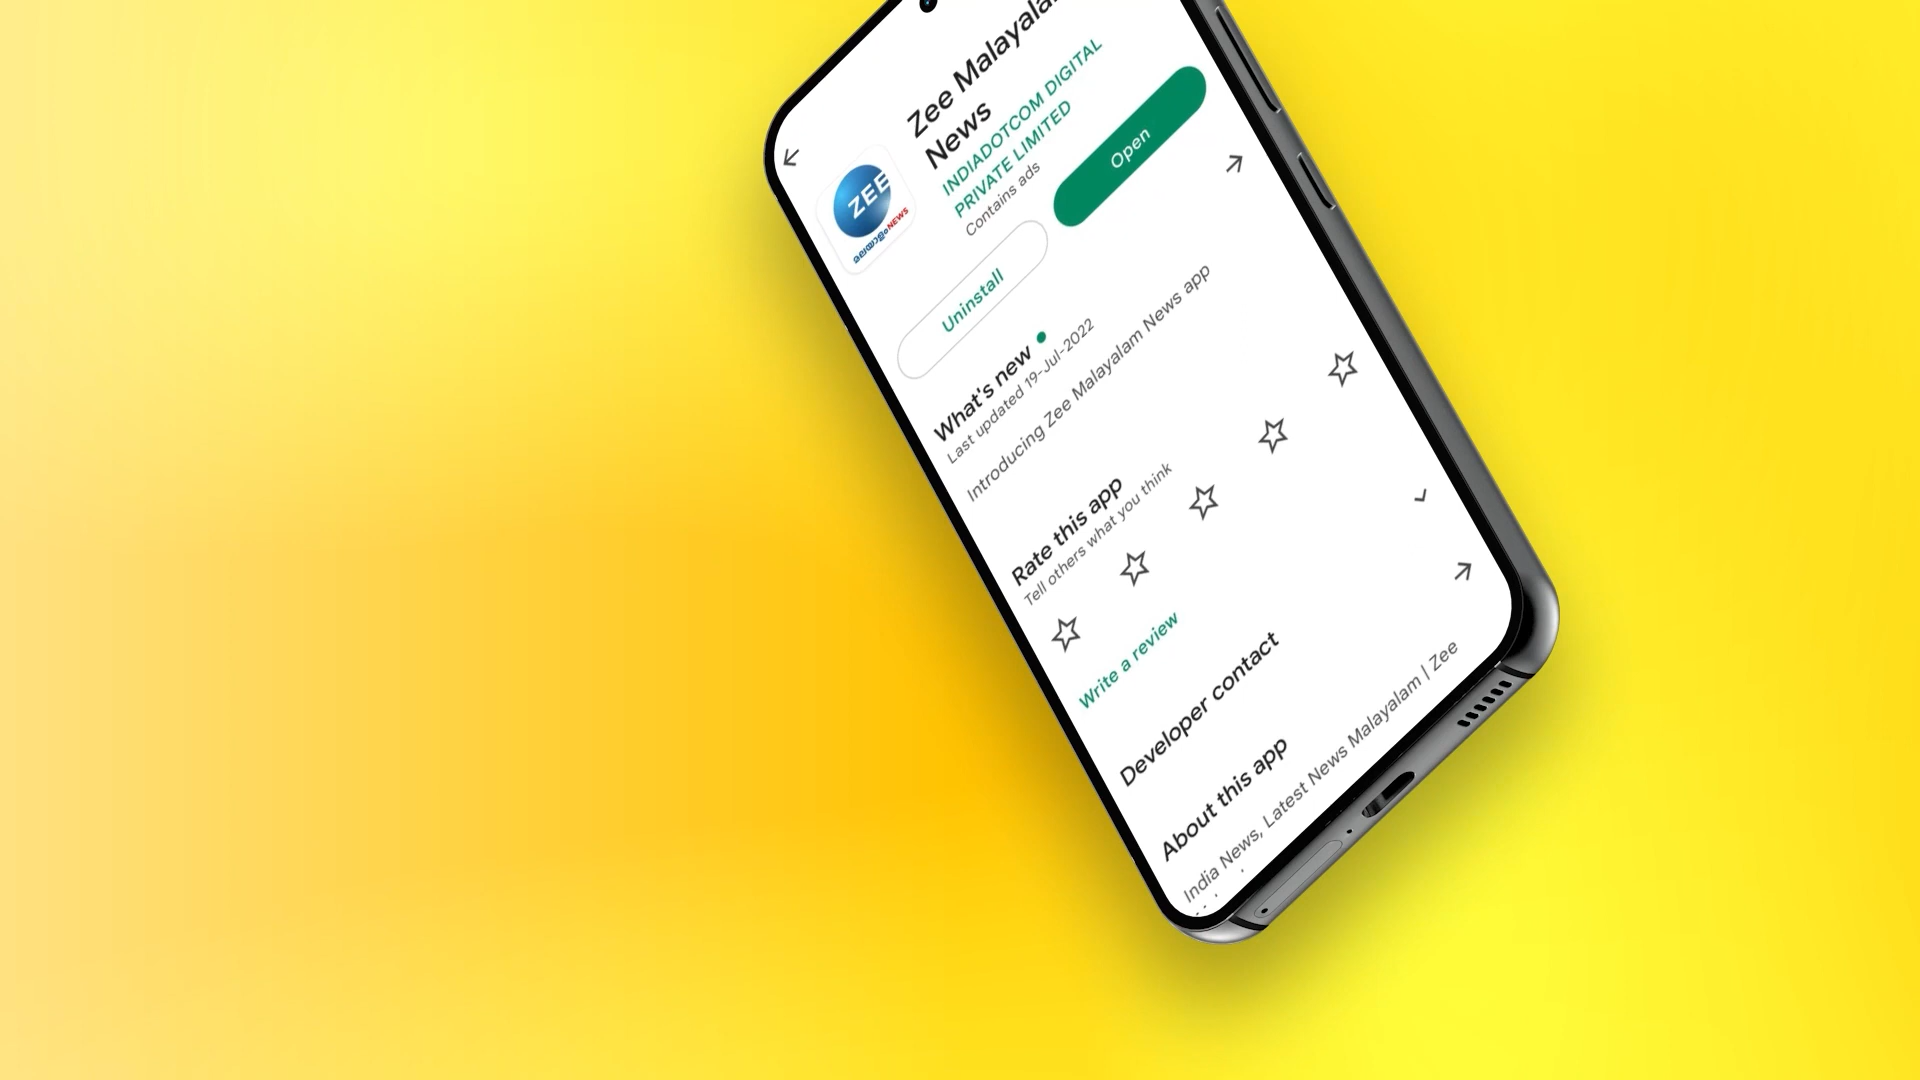 Zee Malayalam
News
INDIADOTCOM DIGITAL
PRIVATE LIMITED
Contains ads
ZEE
മലയാളം NEWS
Uninstall
Open
What's new
Last updated 19-Jul-2022
Introducing Zee Malayalam News app
Rate this app
Tell others what you think
Write a review
Developer contact
About this app
India News, Latest News Malayalam | Zee